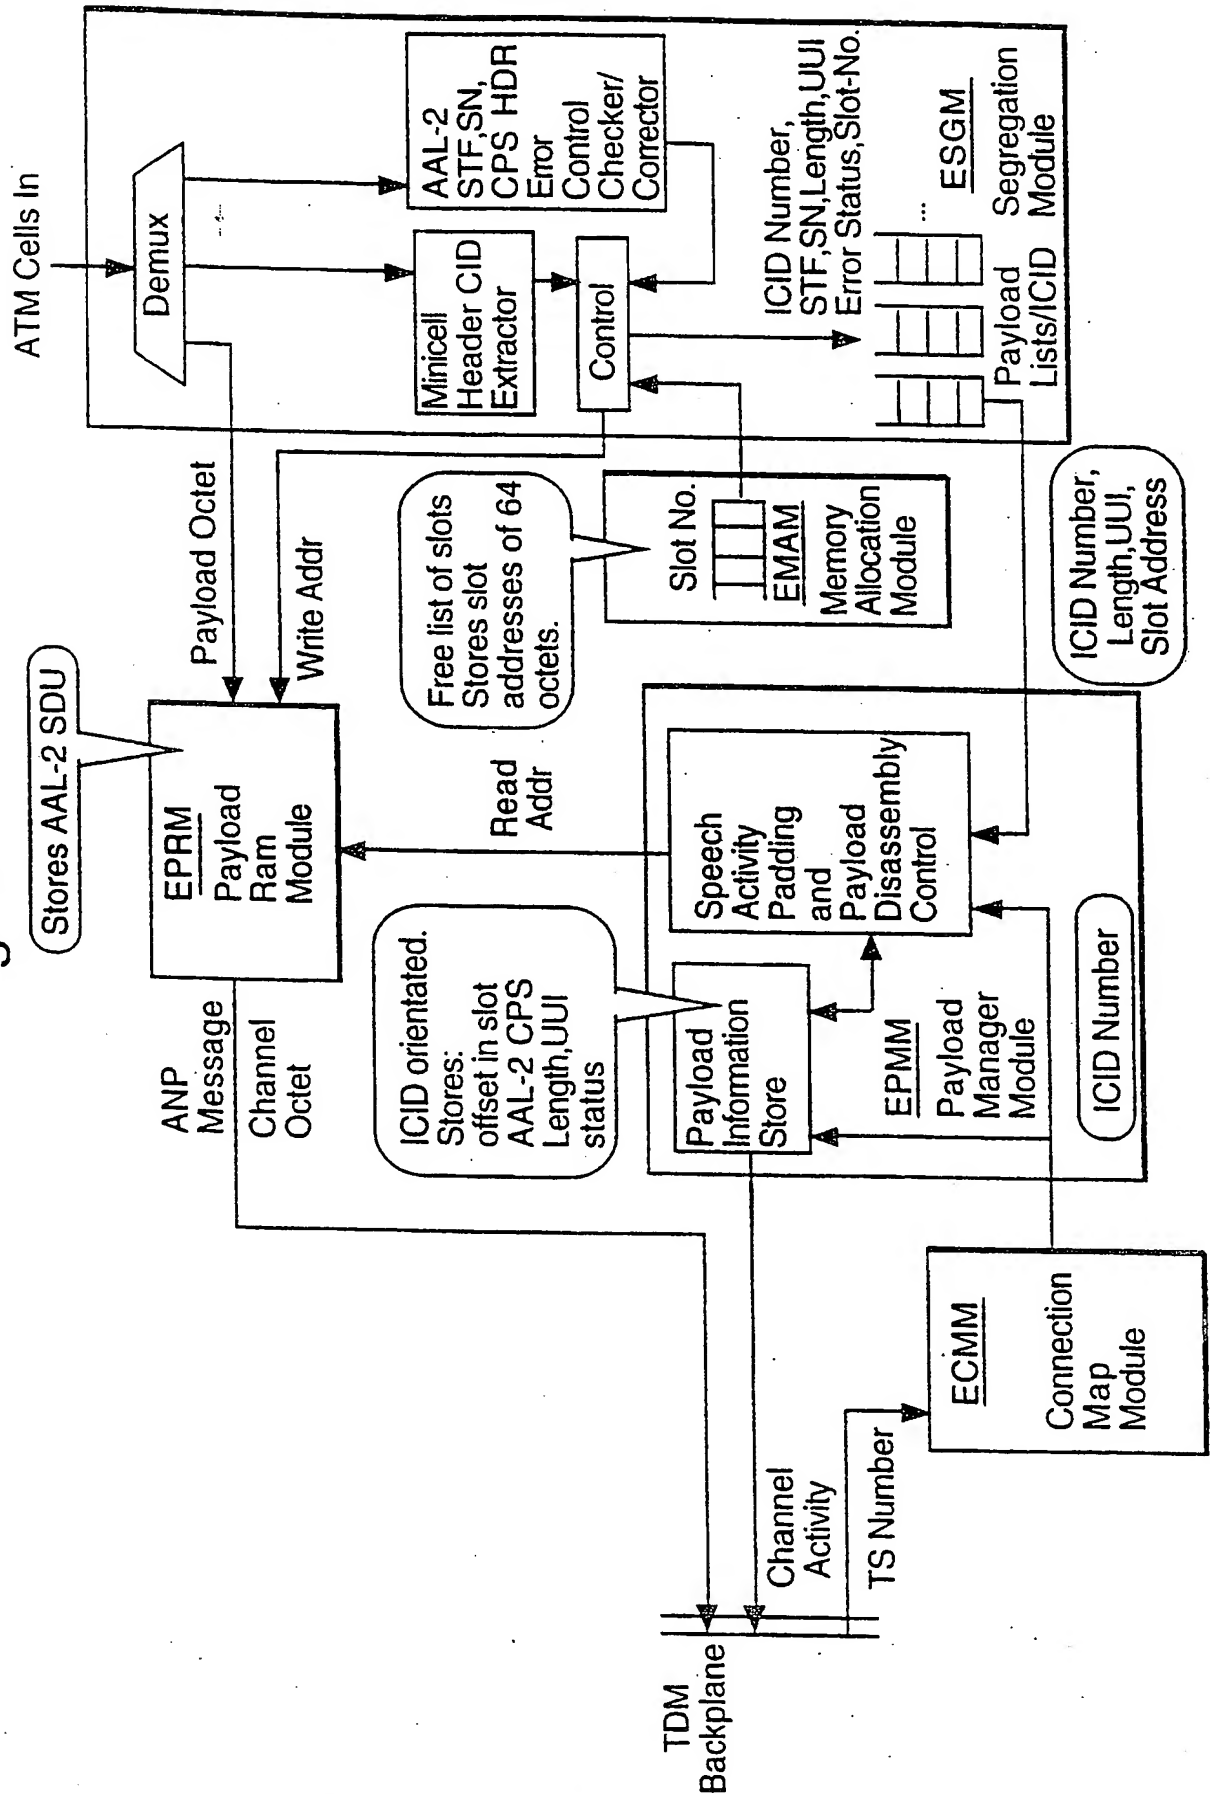 ATM Cells In
Demux
AAL-2
STF,SN,
CPS HDR
Error
Control
Checker/
Corrector
Minicell
Header CID
Extractor
Control
ICID Number,
STF,SN,Length,UUI
Error Status,Slot-No.
...
ESGM
Segregation
Module
Payload
Lists/ICID
Payload Octet
Write Addr
Stores AAL-2 SDU
EPRM
Payload
Ram
Module
Free list of slots
Stores slot
addresses of 64
octets.
Slot No.
EMAM
Memory
Allocation
Module
ICID Number,
Length,UUI,
Slot Address
Read
Addr
Speech
Activity
Padding
and
Payload
Disassembly
Control
ICID orientated.
Stores:
offset in slot
AAL-2 CPS
Length,UUI
status
Payload
Information
Store
EPMM
Payload
Manager
Module
ICID Number
ANP
Message
Channel
Octet
ECMM
Connection
Map
Module
Channel
Activity
TS Number
TDM
Backplane